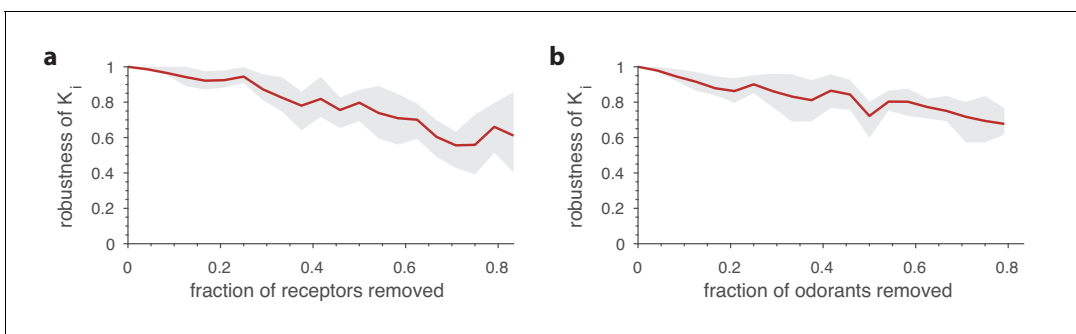 a
b
robustness of K_i
1
0.8
0.6
0.4
0.2
0
0 0.2 0.4 0.6 0.8
fraction of receptors removed
robustness of K_i
1
0.8
0.6
0.4
0.2
0
0 0.2 0.4 0.6 0.8
fraction of odorants removed